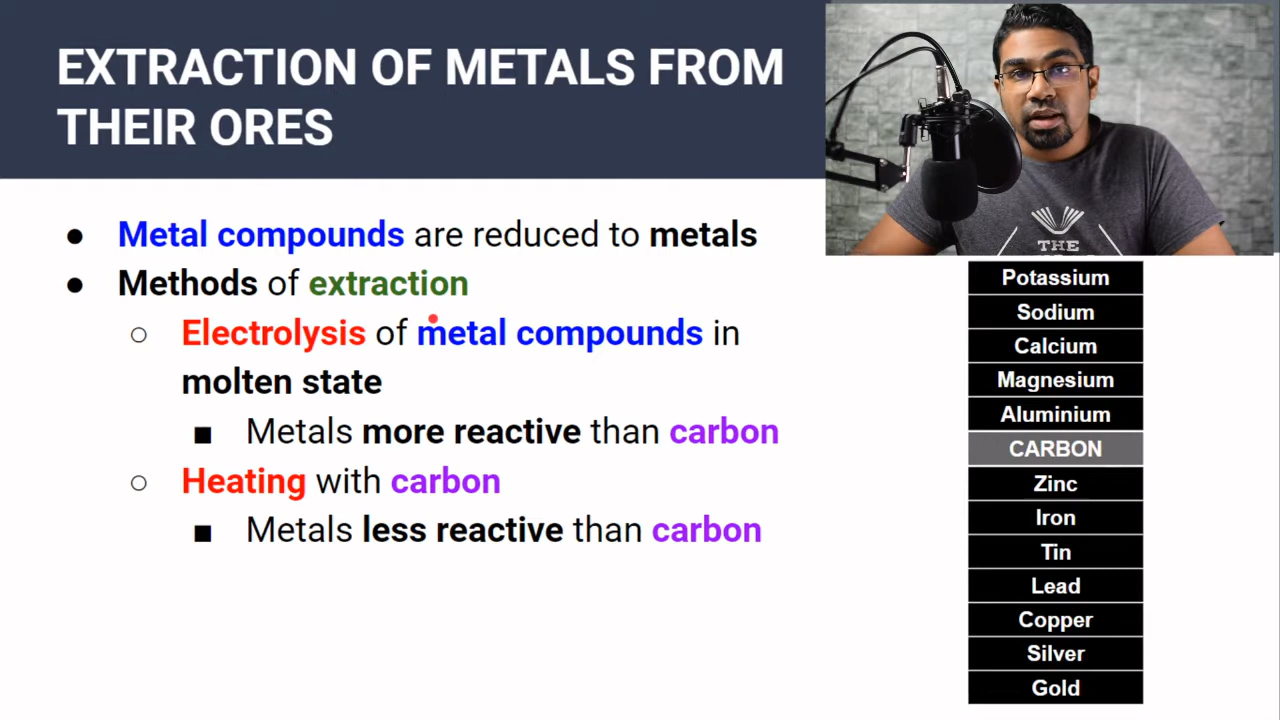 EXTRACTION OF METALS FROM
THEIR ORES
● Metal compounds are reduced to metals
● Methods of extraction
○ Electrolysis of metal compounds in
molten state
■ Metals more reactive than carbon
○ Heating with carbon
■ Metals less reactive than carbon
THE
Potassium
Sodium
Calcium
Magnesium
Aluminium
CARBON
Zinc
Iron
Tin
Lead
Copper
Silver
Gold